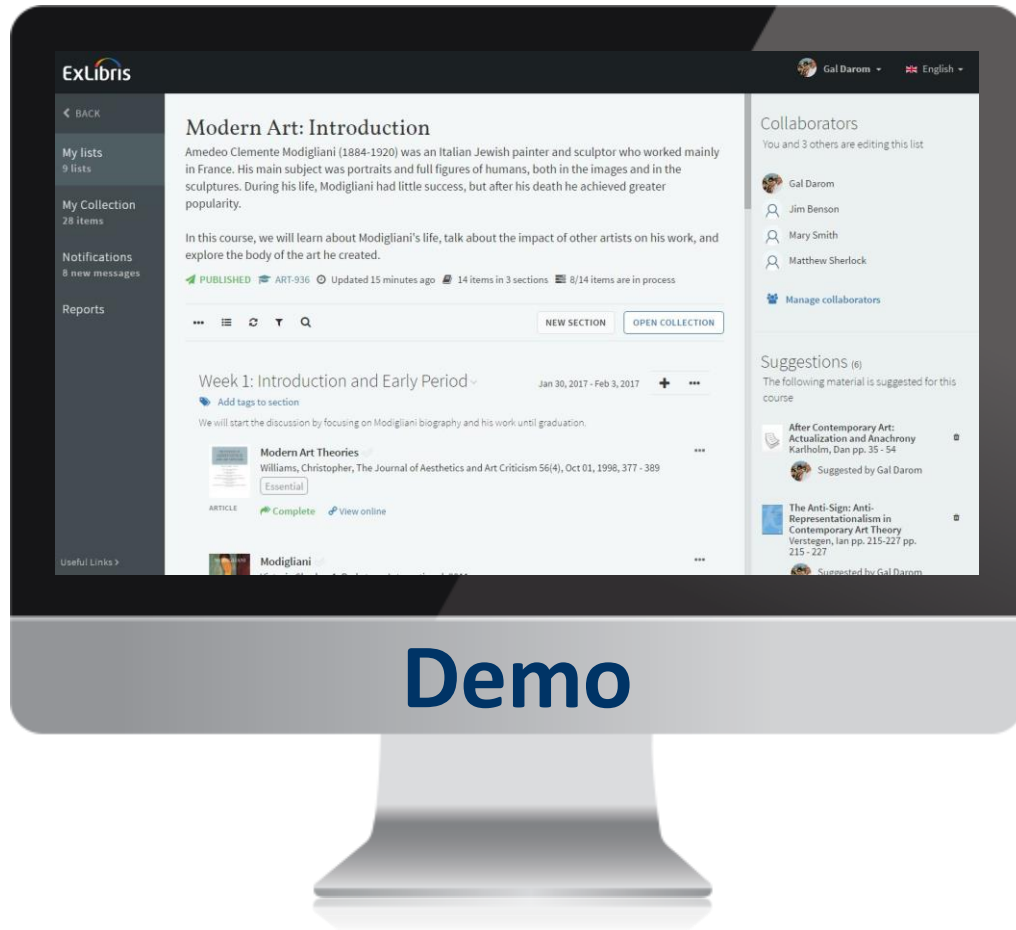 ExLibris
Gal Darom
English
BACK
My lists
9 lists
My Collection
28 items
Notifications
8 new messages
Reports
Useful Links >
Modern Art: Introduction
Amedeo Clemente Modigliani (1884-1920) was an Italian Jewish painter and sculptor who worked mainly
in France. His main subject was portraits and full figures of humans, both in the images and in the
sculptures. During his life, Modigliani had little success, but after his death he achieved greater
popularity.
In this course, we will learn about Modigliani's life, talk about the impact of other artists on his work, and
explore the body of the art he created.
PUBLISHED ART-936 Updated 15 minutes ago 14 items in 3 sections 8/14 items are in process
NEW SECTION OPEN COLLECTION
Week 1: Introduction and Early Period
Jan 30, 2017 - Feb 3, 2017
Add tags to section
We will start the discussion by focusing on Modigliani biography and his work until graduation.
Modern Art Theories
Williams, Christopher, The Journal of Aesthetics and Art Criticism 56(4), Oct 01, 1998, 377 - 389
Essential
ARTICLE
Complete View online
Modigliani
Collaborators
You and 3 others are editing this list
Gal Darom
Jim Benson
Mary Smith
Matthew Sherlock
Manage collaborators
Suggestions (6)
The following material is suggested for this
course
After Contemporary Art:
Actualization and Anachrony
Karlholm, Dan pp. 35 - 54
Suggested by Gal Darom
The Anti-Sign: Anti-
Representationalism in
Contemporary Art Theory
Verstegen, Ian pp. 215-227 pp.
215 - 227
Suggested by Gal Darom
Demo